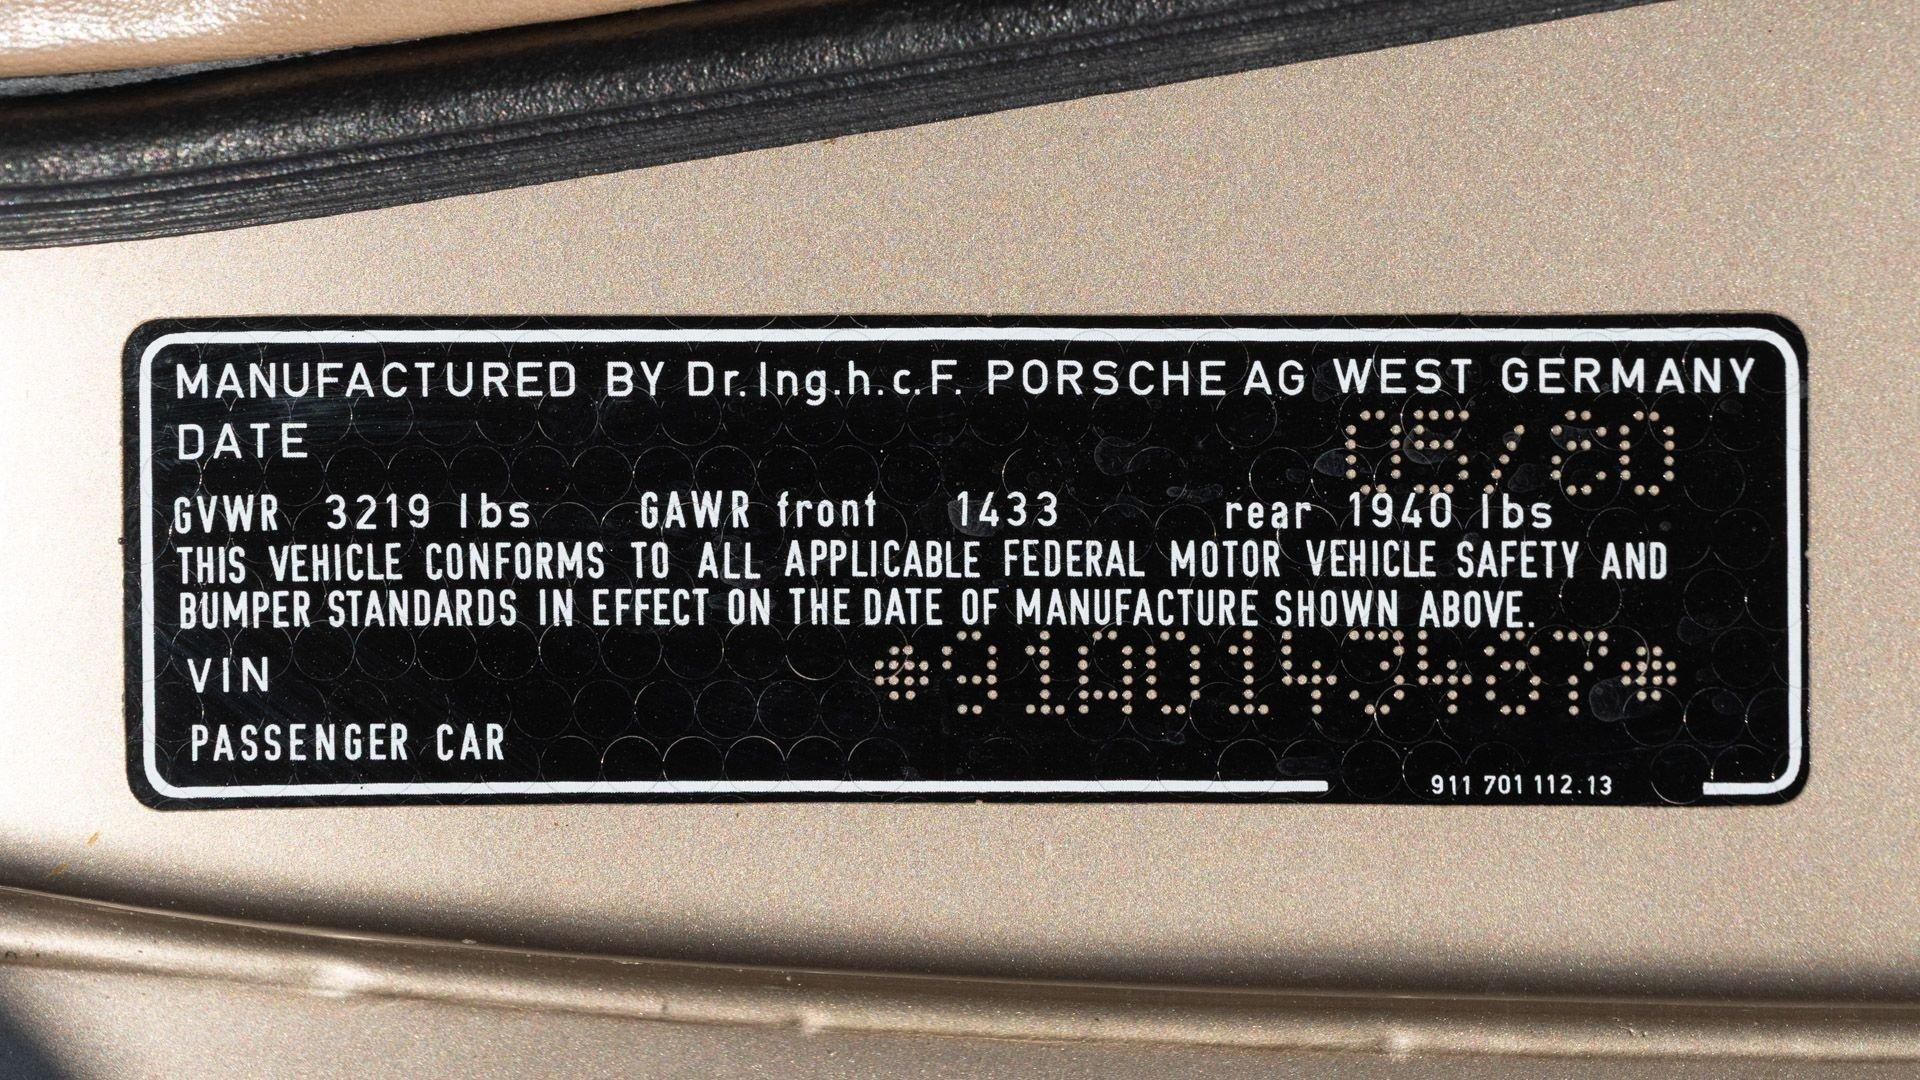 MANUFACTURED BY Dr.Ing.h.c.F. PORSCHE AG WEST GERMANY
DATE 05/80
GVWR 3219 lbs GAWR front 1433 rear 1940 lbs
THIS VEHICLE CONFORMS TO ALL APPLICABLE FEDERAL MOTOR VEHICLE SAFETY AND
BUMPER STANDARDS IN EFFECT ON THE DATE OF MANUFACTURE SHOWN ABOVE.
VIN *91A0143487*
PASSENGER CAR
911 701 112.13